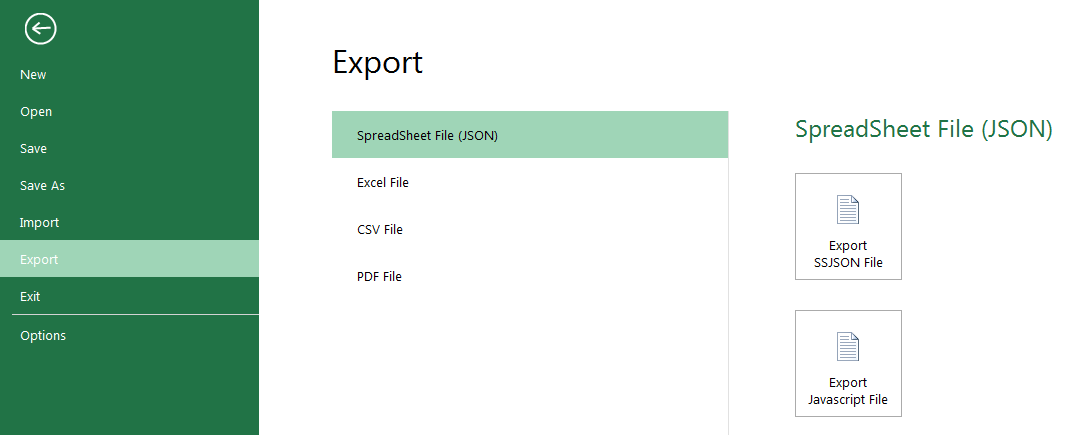 New
Open
Save
Save As
Import
Export
Exit
Options
Export
SpreadSheet File (JSON)
Excel File
CSV File
PDF File
SpreadSheet File (JSON)
Export
SSJSON File
Export
Javascript File